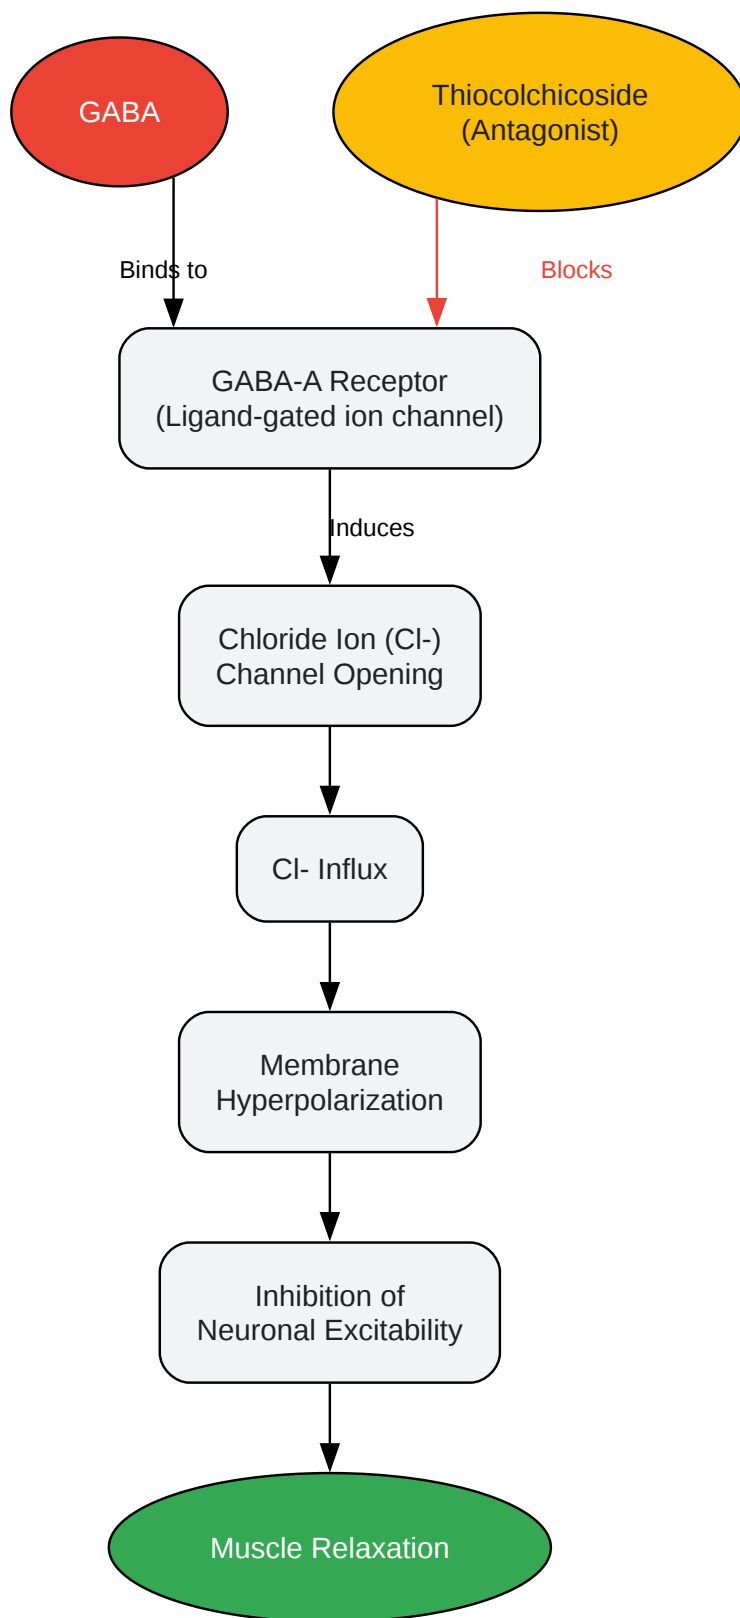 GABA
Thiocolchicoside
(Antagonist)
Binds to
Blocks
GABA-A Receptor
(Ligand-gated ion channel)
Induces
Chloride Ion (Cl-)
Channel Opening
Cl- Influx
Membrane
Hyperpolarization
Inhibition of
Neuronal Excitability
Muscle Relaxation